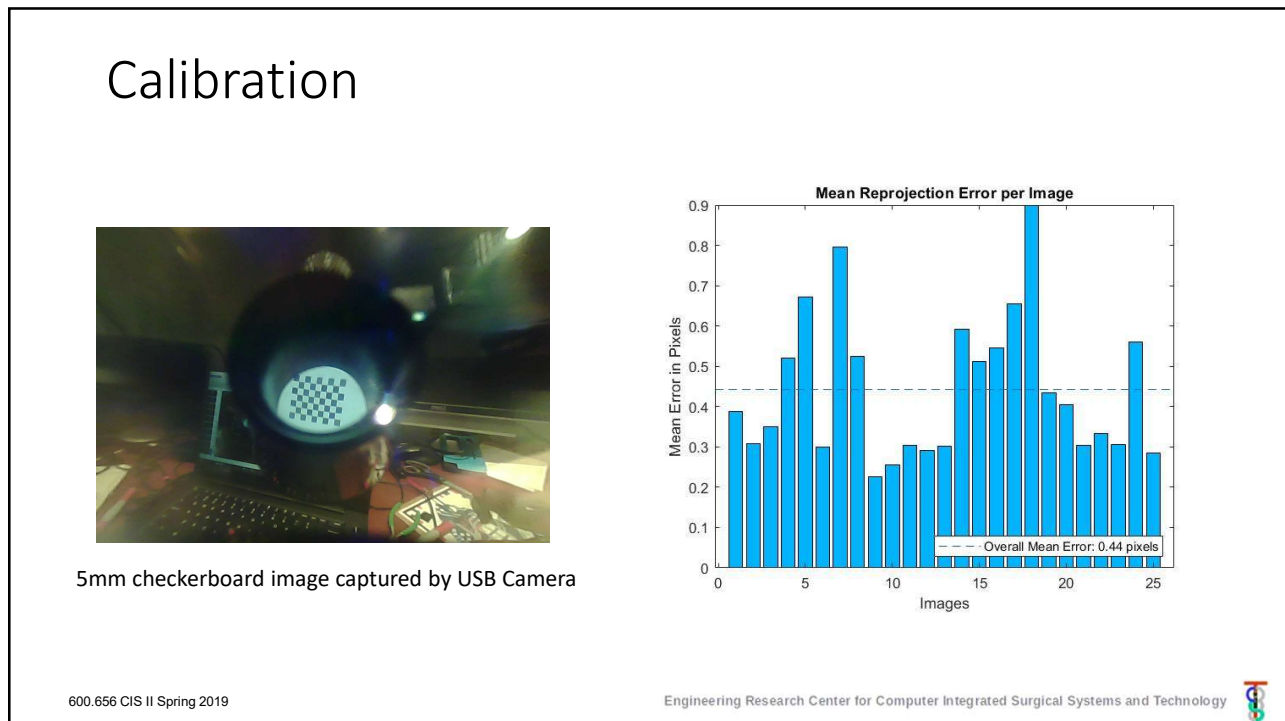 Calibration
5mm checkerboard image captured by USB Camera
Mean Reprojection Error per Image
Mean Error in Pixels
0.9
0.8
0.7
0.6
0.5
0.4
0.3
0.2
0.1
0
0 5 10 15 20 25
Images
Overall Mean Error: 0.44 pixels
600.656 CIS II Spring 2019
Engineering Research Center for Computer Integrated Surgical Systems and Technology